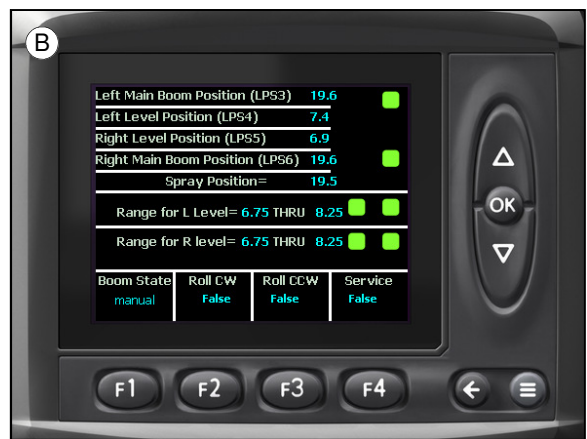 B
Left Main Boom Position (LPS3) 19.6
Left Level Position (LPS4) 7.4
Right Level Position (LPS5) 6.9
Right Main Boom Position (LPS6) 19.6
Spray Position= 19.5
Range for L Level= 6.75 THRU 8.25
Range for R level= 6.75 THRU 8.25
Boom State Roll CW Roll CCW Service
manual False False False
OK
F1 F2 F3 F4